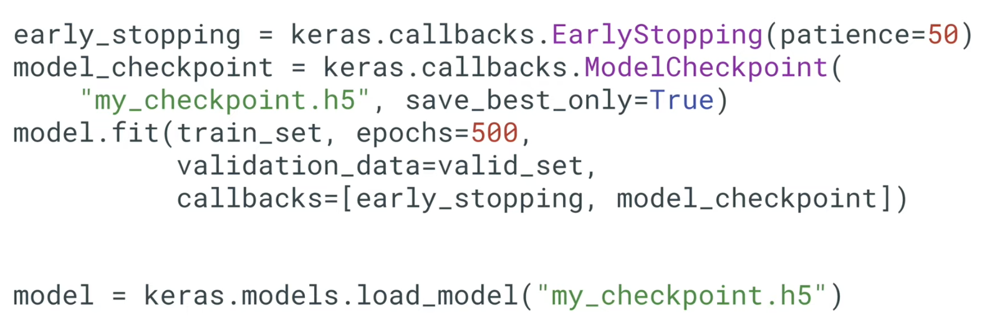 early_stopping = keras.callbacks.EarlyStopping(patience=50)
model_checkpoint = keras.callbacks.ModelCheckpoint(
    "my_checkpoint.h5", save_best_only=True)
model.fit(train_set, epochs=500,
          validation_data=valid_set,
          callbacks=[early_stopping, model_checkpoint])
model = keras.models.load_model("my_checkpoint.h5")